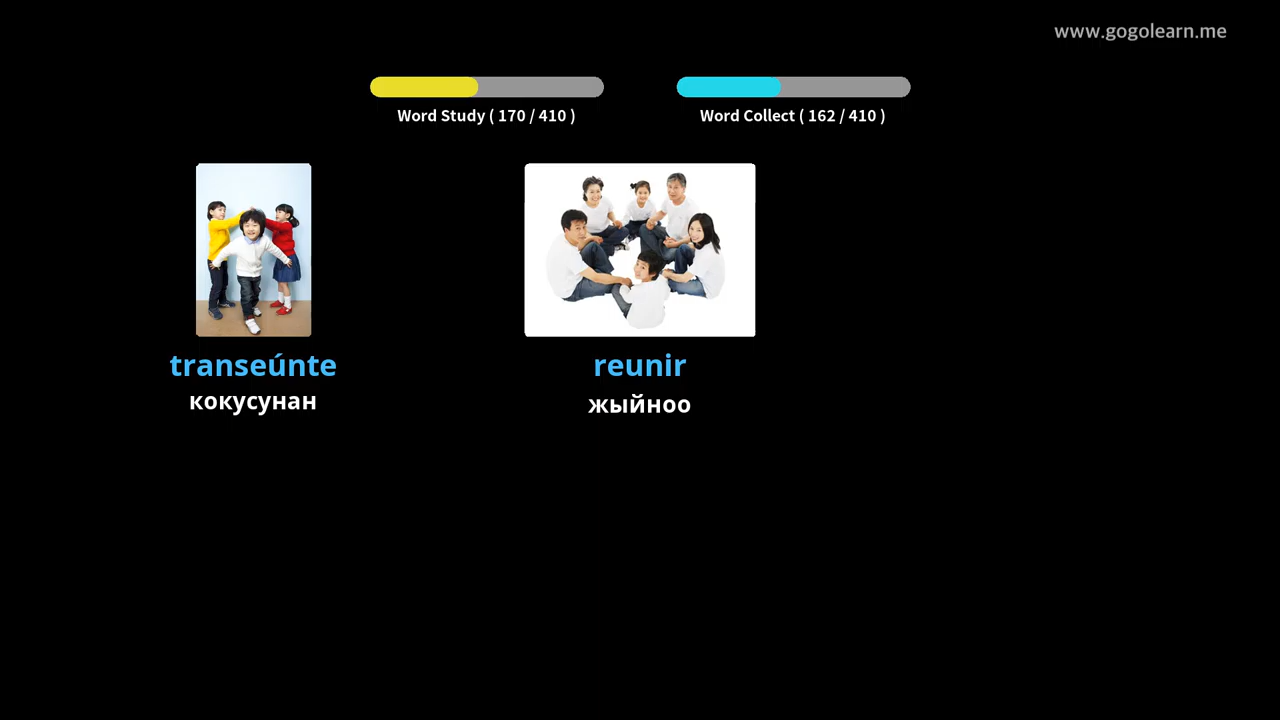 www.gogolearn.me
Word Study ( 170 / 410 )
Word Collect ( 162 / 410 )
transeúnte
кокусунан
reunir
жыйноо